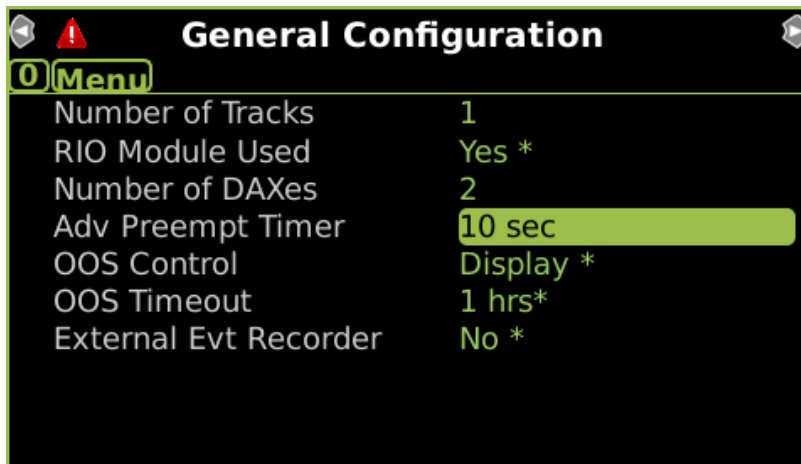 General Configuration
0 Menu
Number of Tracks 1
RIO Module Used Yes *
Number of DAXes 2
Adv Preempt Timer 10 sec
OOS Control Display *
OOS Timeout 1 hrs*
External Evt Recorder No *